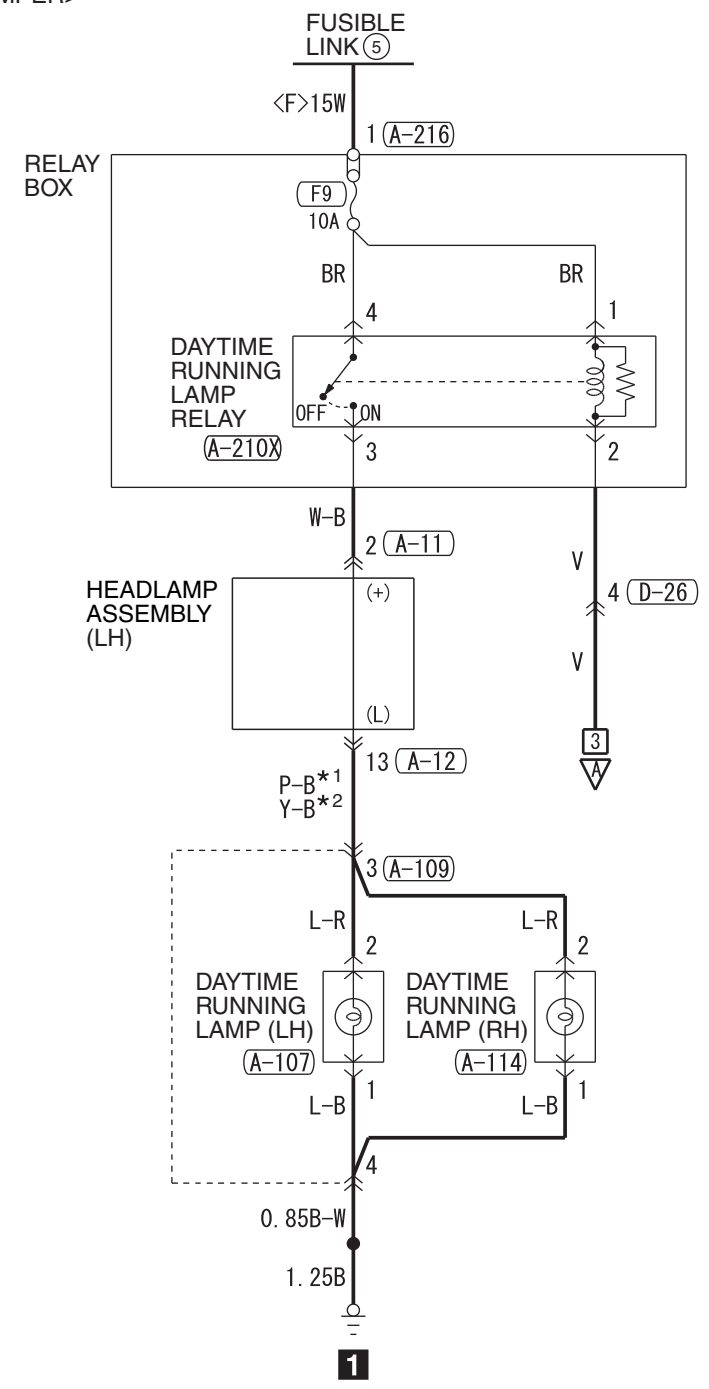 FUSIBLE
LINK 5
<F>15W
1 A-216
RELAY
BOX
F9
10A
BR
BR
4
1
DAYTIME
RUNNING
LAMP
RELAY
OFF
ON
A-210X
3
2
W-B
2 A-11
V
4 D-26
HEADLAMP
ASSEMBLY
(LH)
(+)
V
(L)
3
A
13 A-12
P-B*1
Y-B*2
3 A-109
L-R
L-R
2
2
DAYTIME
RUNNING
LAMP (LH)
DAYTIME
RUNNING
LAMP (RH)
A-107
A-114
1
1
L-B
L-B
4
0.85B-W
1.25B
1